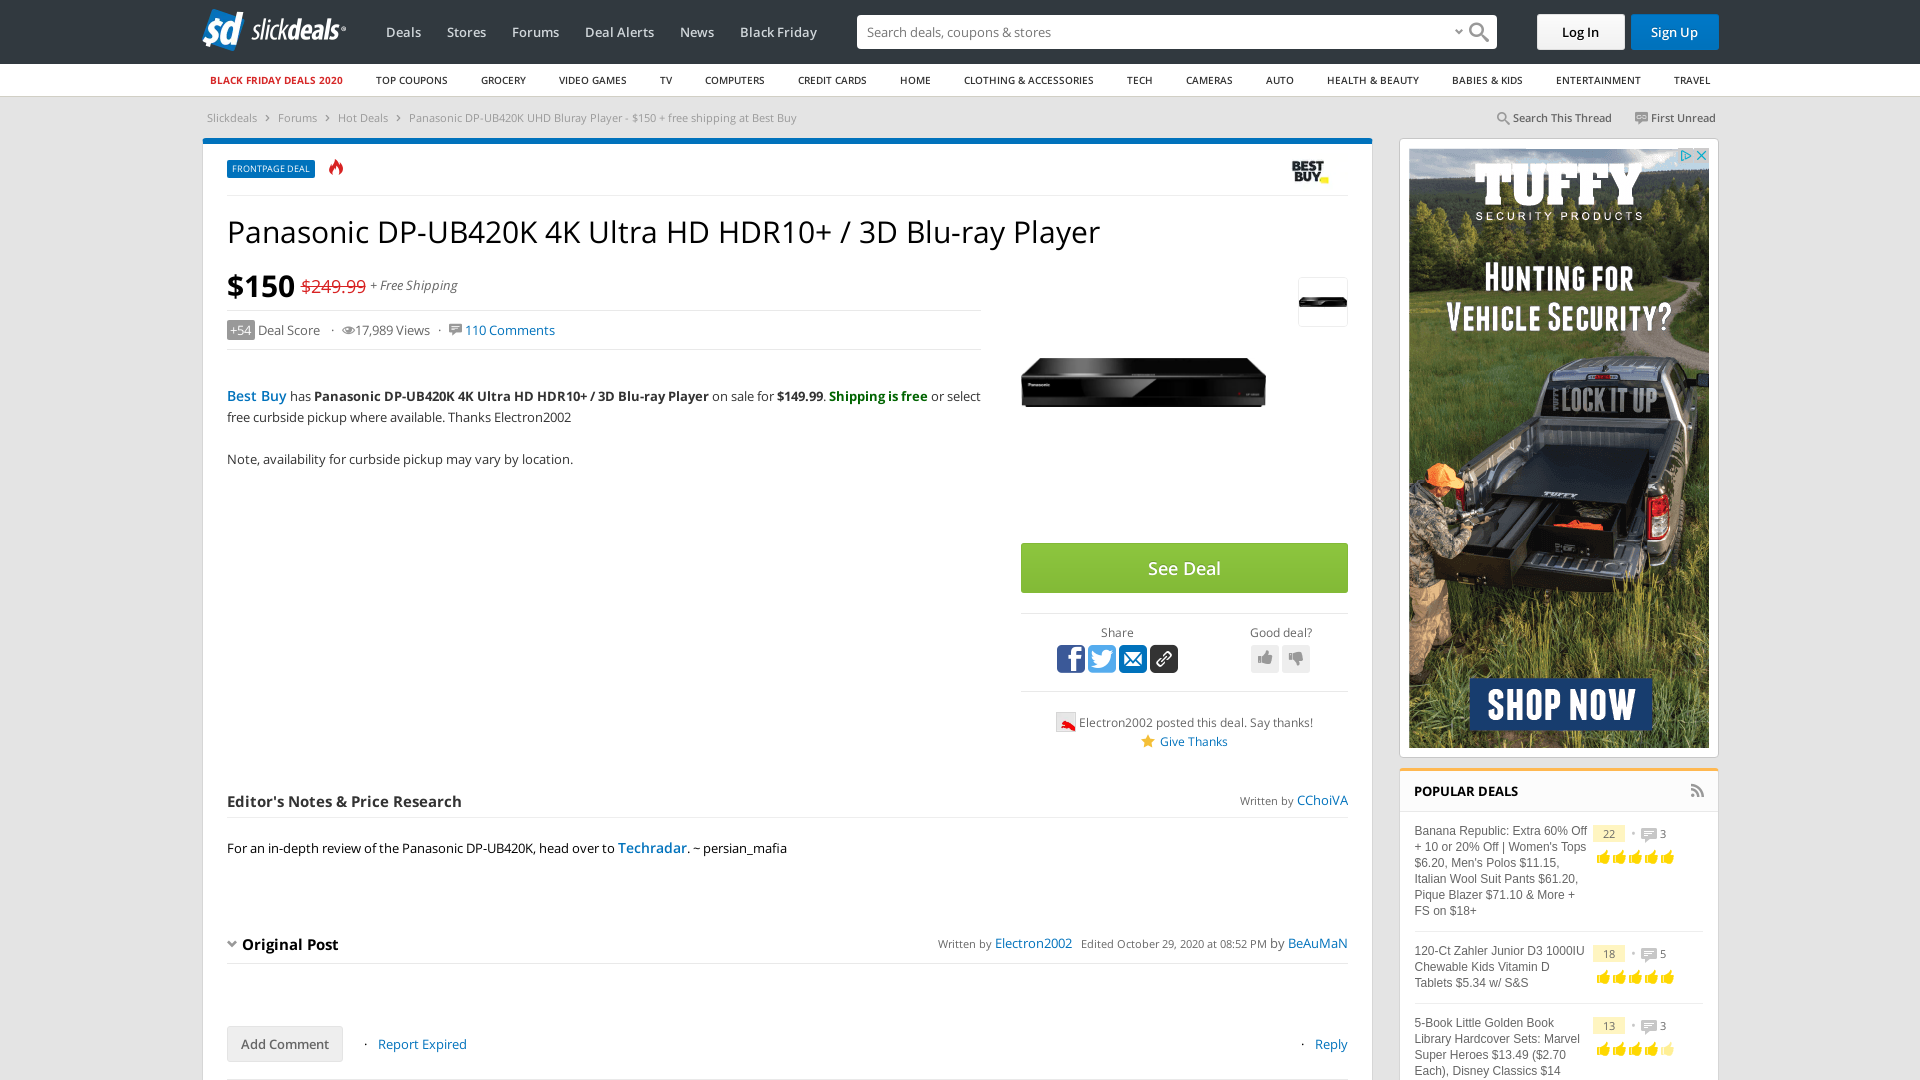 slickdeals
Deals
Stores
Forums
Deal Alerts
News
Black Friday
Search deals, coupons & shops
Log In
Sign Up
BLACK FRIDAY DEALS 2020
TOP COUPONS
GROCERY
VIDEO GAMES
TV
COMPUTERS
CREDIT CARDS
HOME
CLOTHING & ACCESSORIES
TECH
CAMERAS
AUTO
HEALTH & BEAUTY
BABIES & KIDS
ENTERTAINMENT
TRAVEL
Slickdeals > Forums > Hot Deals > Panasonic DP-UB420K UHD Bluray Player - $150 + free shipping at Best Buy
Search This Thread
First Unread
FRONTPAGE DEAL
BEST
BUY
Panasonic DP-UB420K 4K Ultra HD HDR10+ / 3D Blu-ray Player
$150 $249.99 + Free Shipping
+54 Deal Score · 17,989 Views · 110 Comments
Best Buy has Panasonic DP-UB420K 4K Ultra HD HDR10+ / 3D Blu-ray Player on sale for $149.99. Shipping is free or select
free curbside pickup where available. Thanks Electron2002
Note, availability for curbside pickup may vary by location.
Panasonic
See Deal
Share
Good deal?
Electron2002 posted this deal. Say thanks!
Give Thanks
Editor's Notes & Price Research
Written by CChoiVA
For an in-depth review of the Panasonic DP-UB420K, head over to Techradar. ~ persian_mafia
Original Post
Written by Electron2002 Edited October 29, 2020 at 08:52 PM by BeAuMaN
Add Comment
· Report Expired
· Reply
TUFFY
SECURITY PRODUCTS
HUNTING FOR
VEHICLE SECURITY?
LOCK IT UP
TUFFY
SHOP NOW
POPULAR DEALS
Banana Republic: Extra 60% Off
+ 10 or 20% Off | Women's Tops
$6.20, Men's Polos $11.15,
Italian Wool Suit Pants $61.20,
Pique Blazer $71.10 & More +
FS on $18+
22 • 3
120-Ct Zahler Junior D3 1000IU
Chewable Kids Vitamin D
Tablets $5.34 w/ S&S
18 • 5
5-Book Little Golden Book
Library Hardcover Sets: Marvel
Super Heroes $13.49 ($2.70
Each), Disney Classics $14
13 • 3